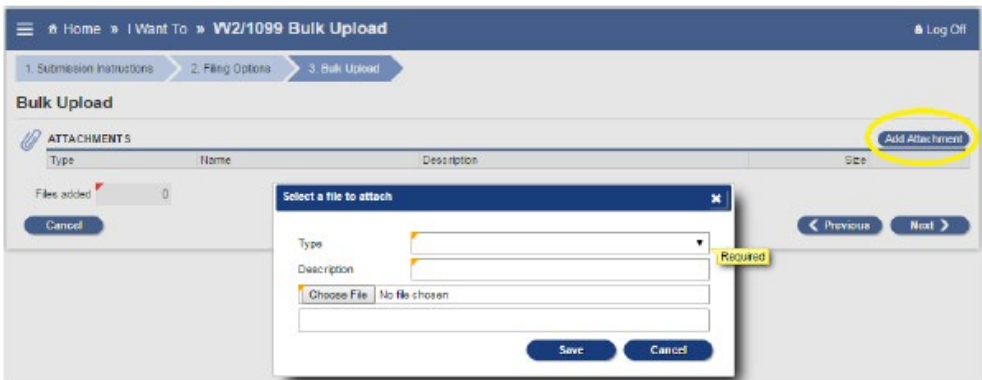 Home » I Want To » W2/1099 Bulk Upload
Log Off
1. Submission Instructions
2. Filing Options
3. Bulk Upload
Bulk Upload
ATTACHMENTS
Add Attachment
Type Name Description Size
Files added 0
Cancel
Previous
Next
Select a file to attach
Type
Required
Description
Choose File No file chosen
Save
Cancel